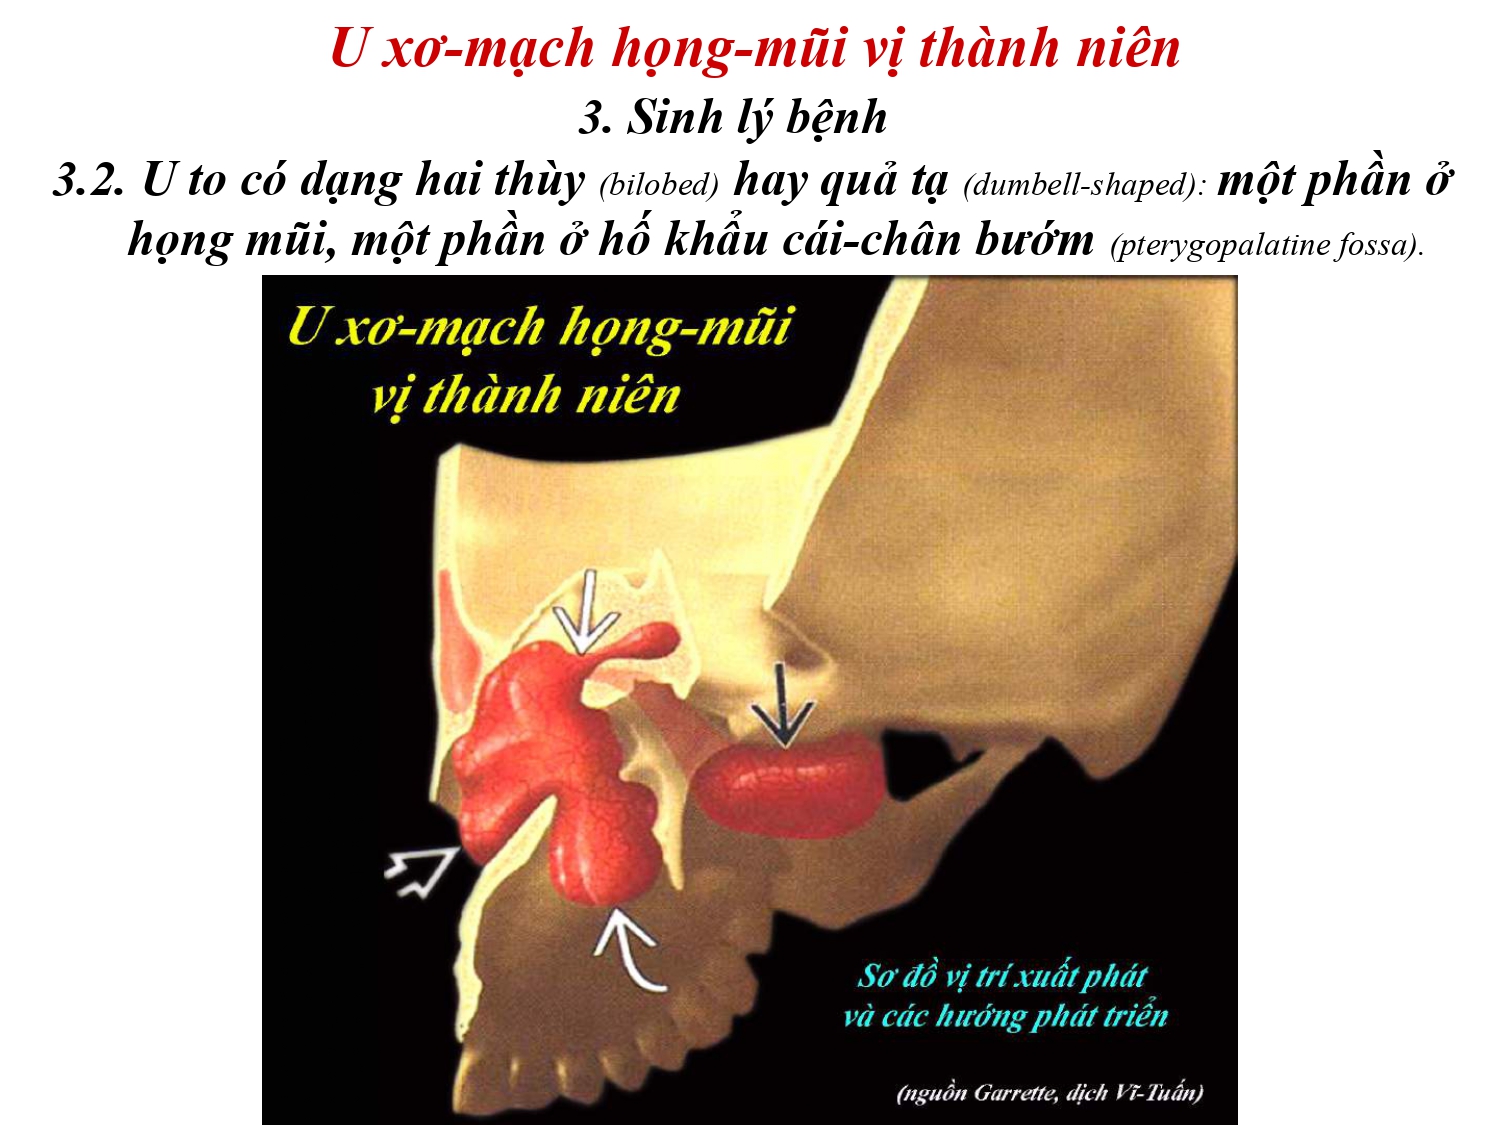 U xơ-mạch họng-mũi vị thành niên
3. Sinh lý bệnh
3.2. U to có dạng hai thùy (bilobed) hay quả tạ (dumbell-shaped): một phần ở
họng mũi, một phần ở hố khẩu cái-chân bướm (pterygopalatine fossa).
U xơ-mạch họng-mũi
vị thành niên
Sơ đồ vị trí xuất phát
và các hướng phát triển
(nguồn Garrette, dịch Vĩ-Tuấn)